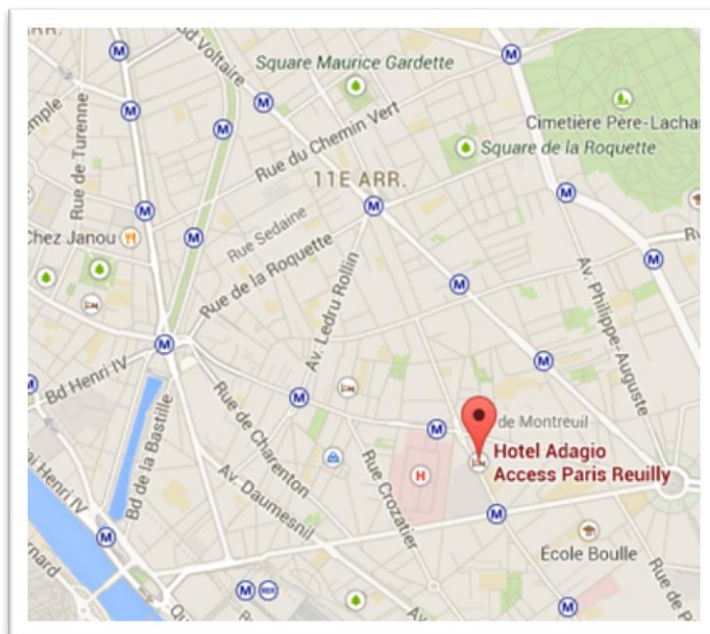 Bd Voltaire
Square Maurice Gardette
Cimetière Père-Lachai
Rue de Turenne
Rue du Chemin Vert
Square de la Roquette
11E ARR.
Chez Janou
Rue Sedaine
Rue de la Roquette
Av. Ledru Rollin
Av. Philippe-Auguste
Bd Henri IV
Rue de Charenton
de Montreuil
Hotel Adagio
Access Paris Reuilly
Bd de la Bastille
Av. Daumesnil
Rue Crozatier
H
École Boulle
M
RER